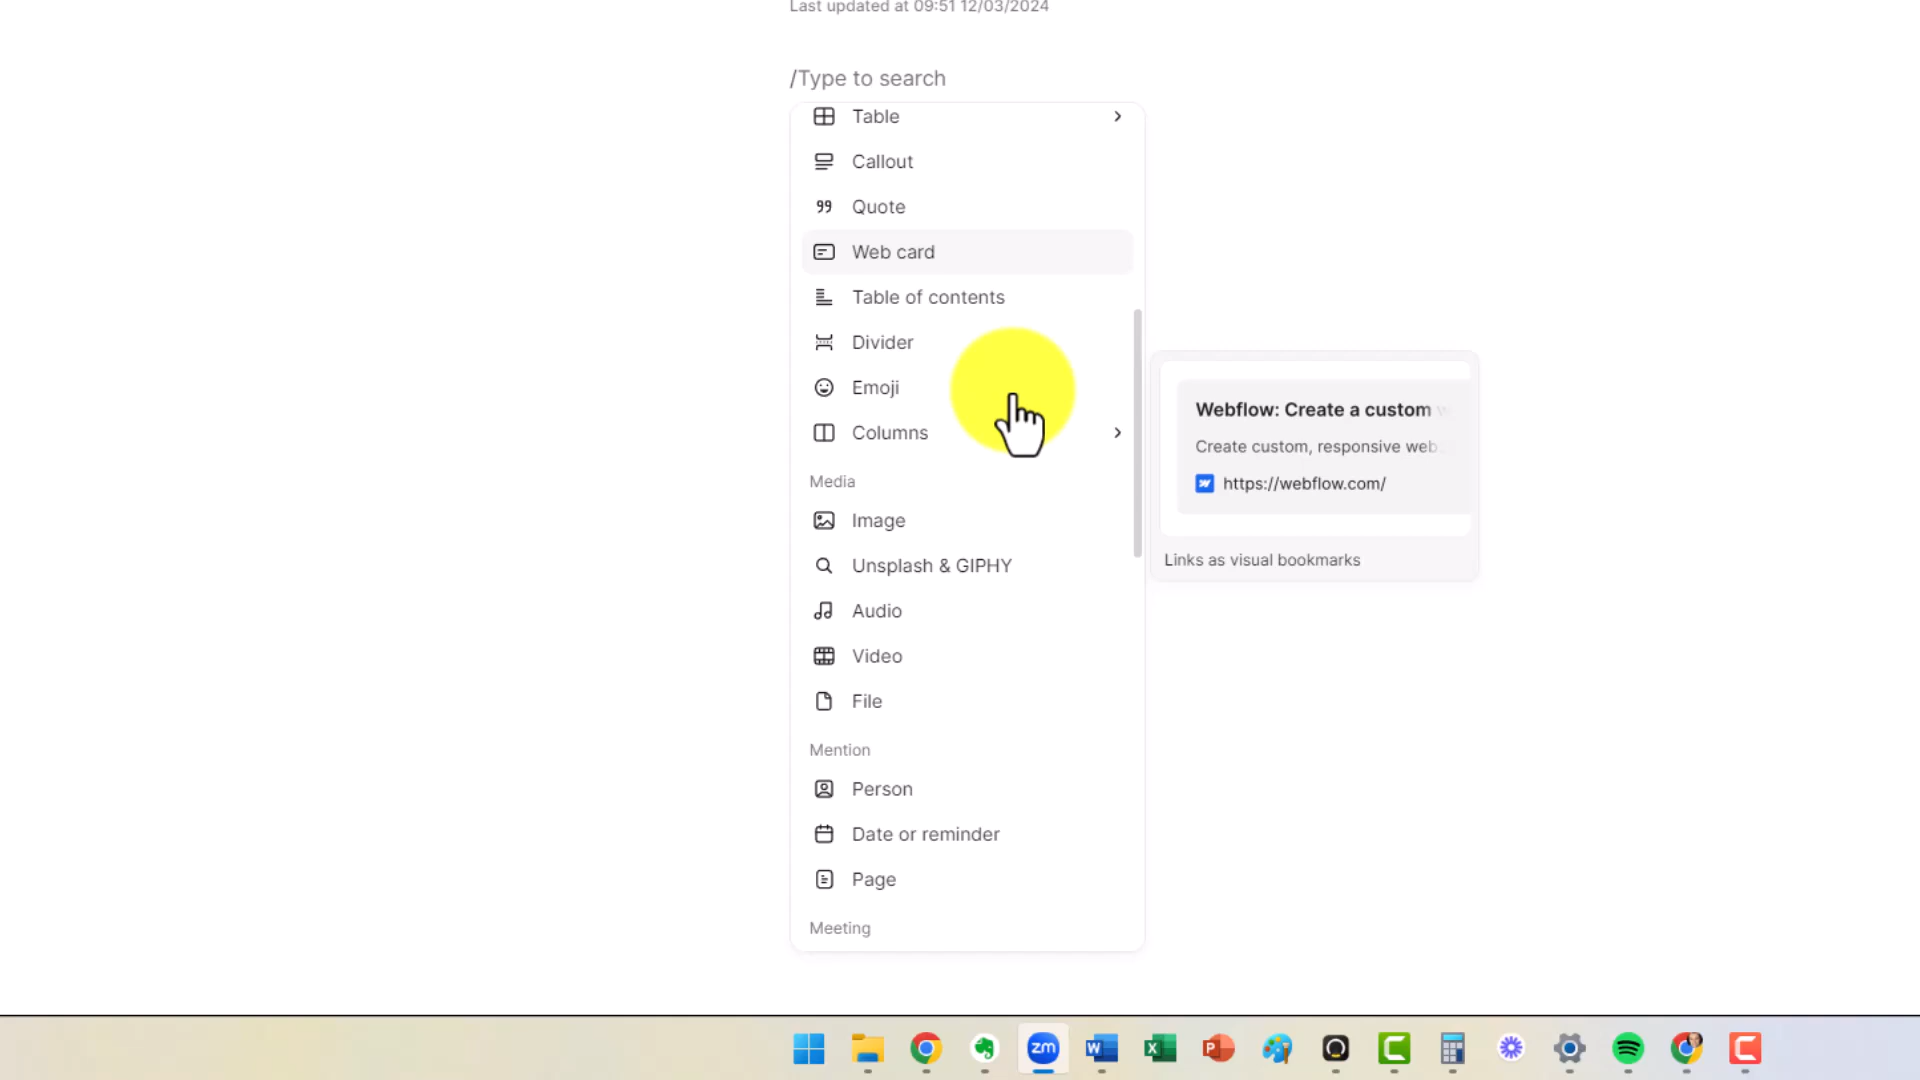 Last updated at 09:51 12/03/2024
/Type to search
Table
Callout
Quote
Web card
Table of contents
Divider
Emoji
Columns
Media
Image
Unsplash & GIPHY
Audio
Video
File
Mention
Person
Date or reminder
Page
Meeting
Webflow: Create a custom
Create custom, responsive web
https://webflow.com/
Links as visual bookmarks
zm
W
X
P